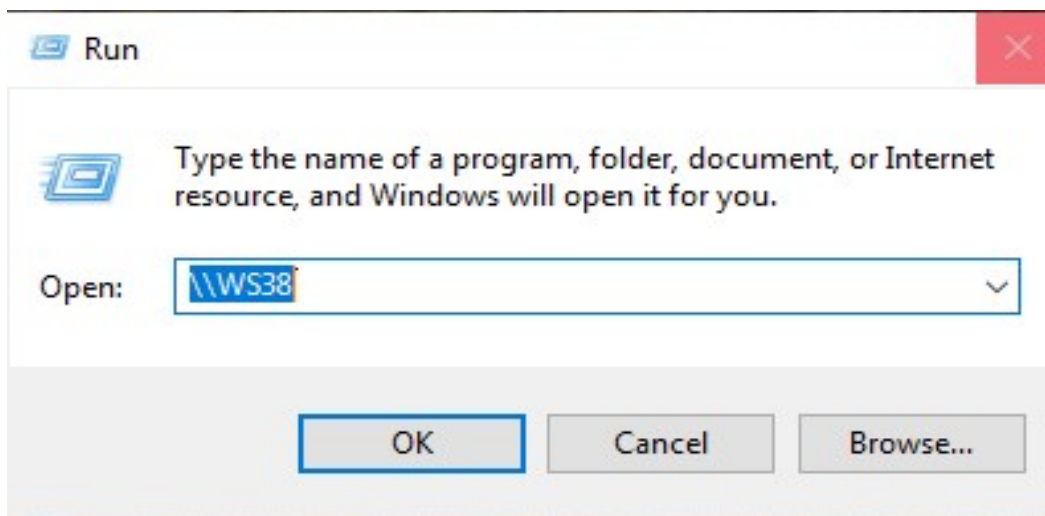 Run
Type the name of a program, folder, document, or Internet
resource, and Windows will open it for you.
Open: \\WS38
OK Cancel Browse...